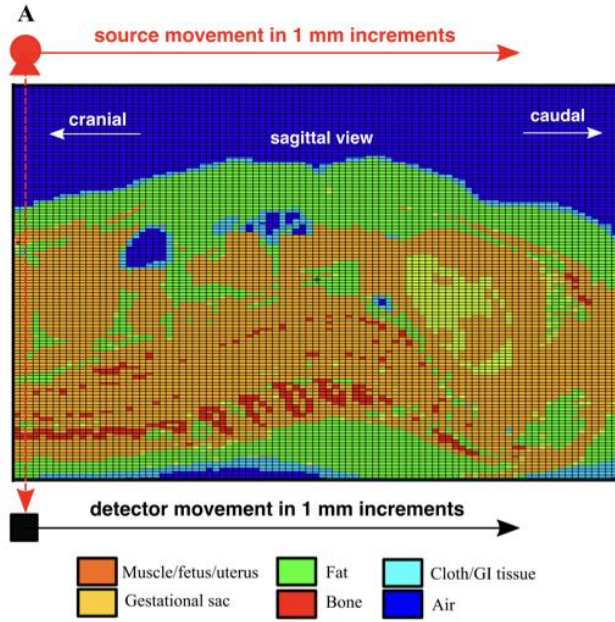 A
source movement in 1 mm increments
cranial
caudal
sagittal view
detector movement in 1 mm increments
Muscle/fetus/uterus
Fat
Cloth/GI tissue
Gestational sac
Bone
Air